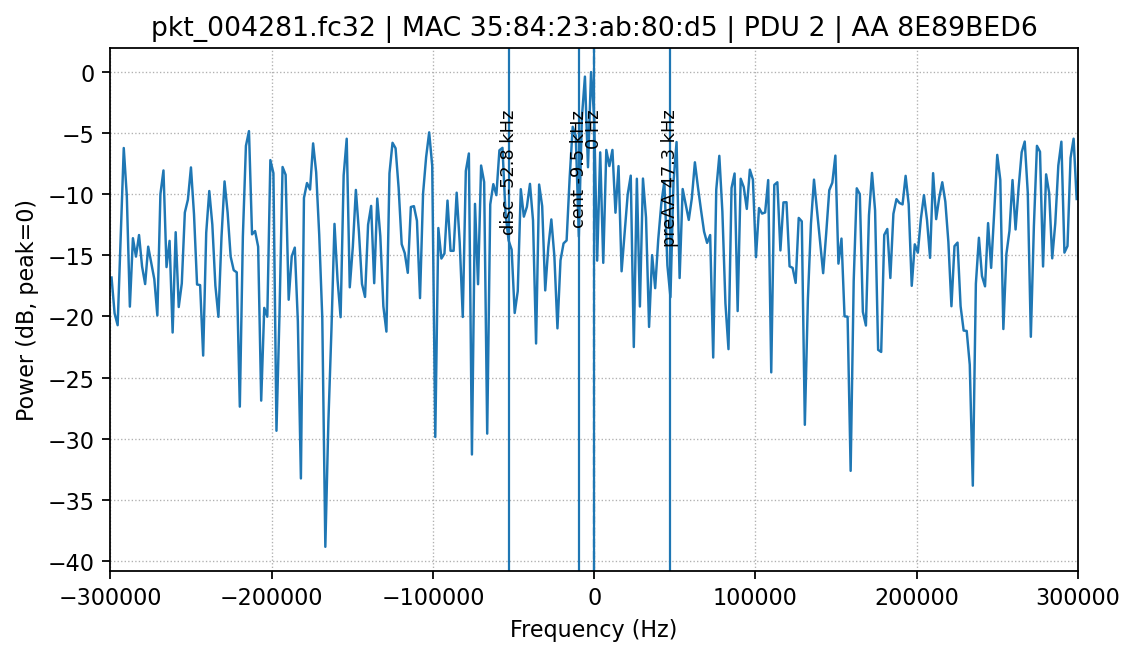 pkt_004281.fc32 | MAC 35:84:23:ab:80:d5 | PDU 2 | AA 8E89BED6
Power (dB, peak=0)
0
−5
−10
−15
−20
−25
−30
−35
−40
disc -52.8 kHz
cent -9.5 kHz
0 Hz
preAA 47.3 kHz
−300000
−200000
−100000
0
100000
200000
300000
Frequency (Hz)